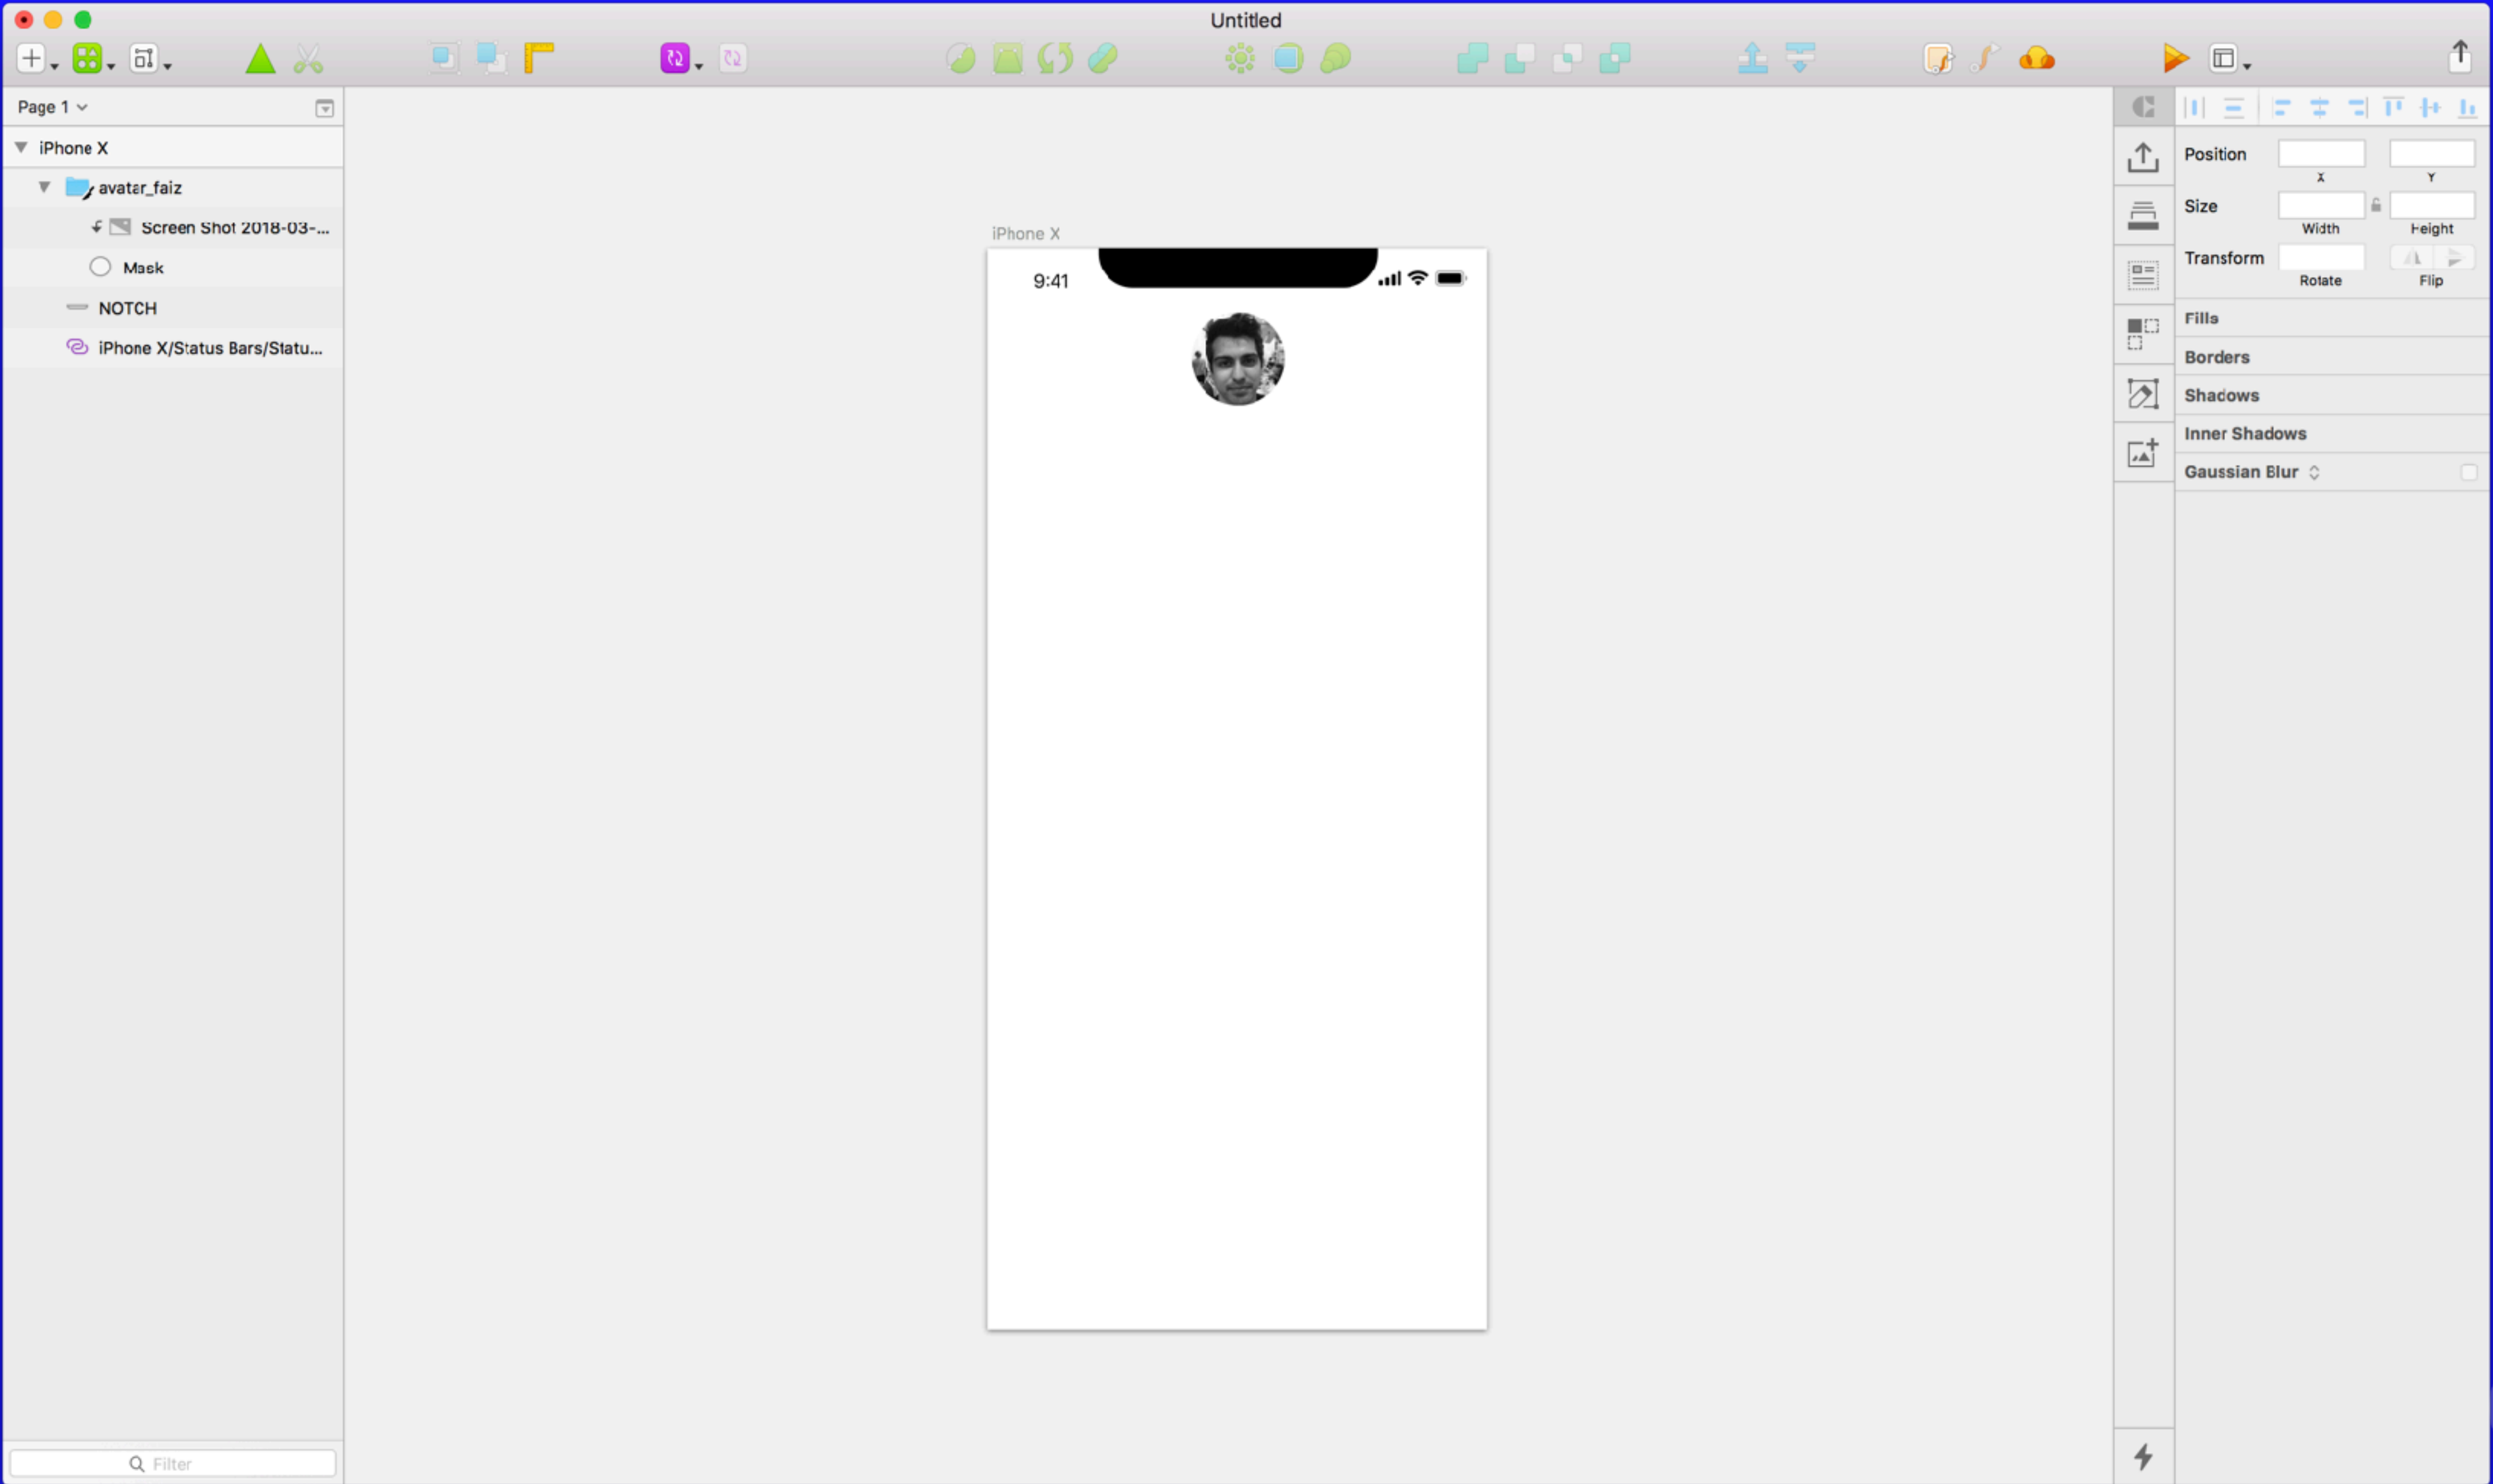 Untitled
Page 1
iPhone X
avatar_faiz
Screen Shot 2018-03-...
Mask
NOTCH
iPhone X/Status Bars/Statu...
Filter
iPhone X
9:41
Position
X
Y
Size
Width
Height
Transform
Rotate
Flip
Fills
Borders
Shadows
Inner Shadows
Gaussian Blur